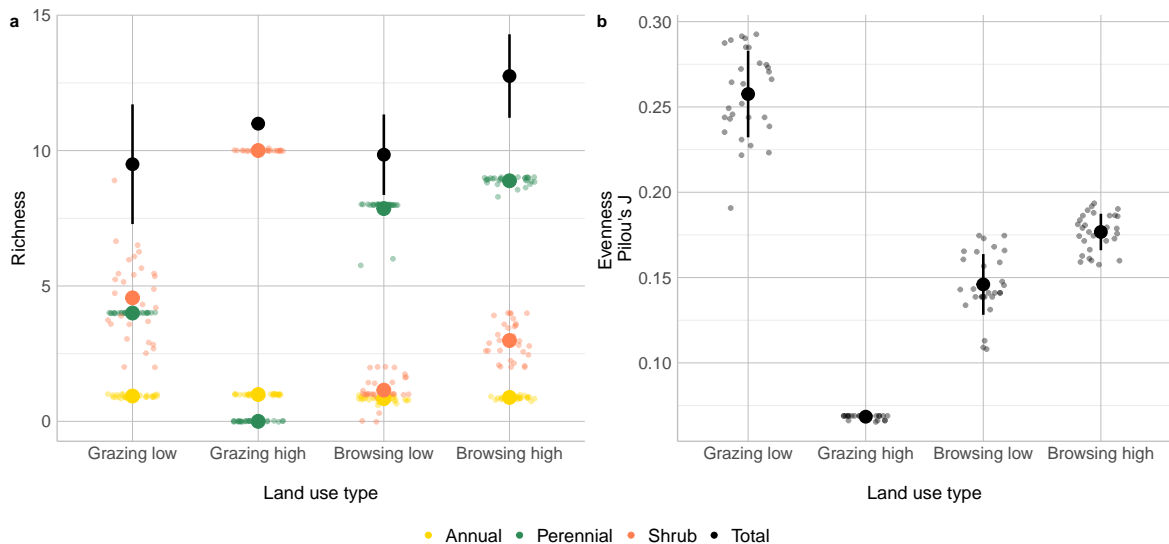 a
15
10
5
0
Richness
Grazing low
Grazing high
Browsing low
Browsing high
Land use type
b
0.30
0.25
0.20
0.15
0.10
Evenness
Pilou's J
Grazing low
Grazing high
Browsing low
Browsing high
Land use type
Annual
Perennial
Shrub
Total